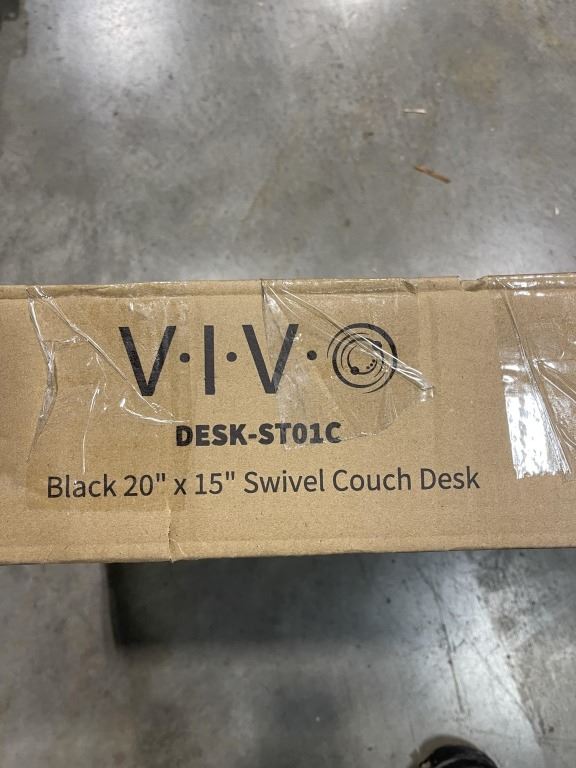 V·I·V·O
DESK-ST01C
Black 20" x 15" Swivel Couch Desk